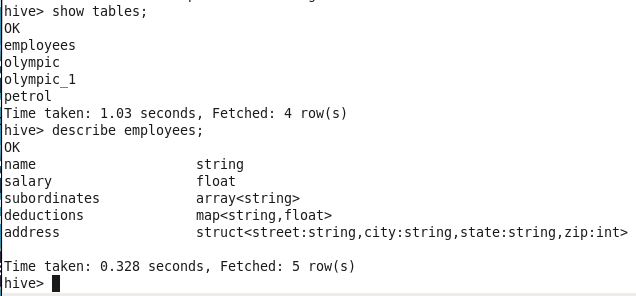 hive> show tables;
OK
employees
olympic
olympic_1
petrol
Time taken: 1.03 seconds, Fetched: 4 row(s)
hive> describe employees;
OK
name                    string
salary                  float
subordinates            array<string>
deductions              map<string,float>
address                 struct<street:string,city:string,state:string,zip:int>
Time taken: 0.328 seconds, Fetched: 5 row(s)
hive>